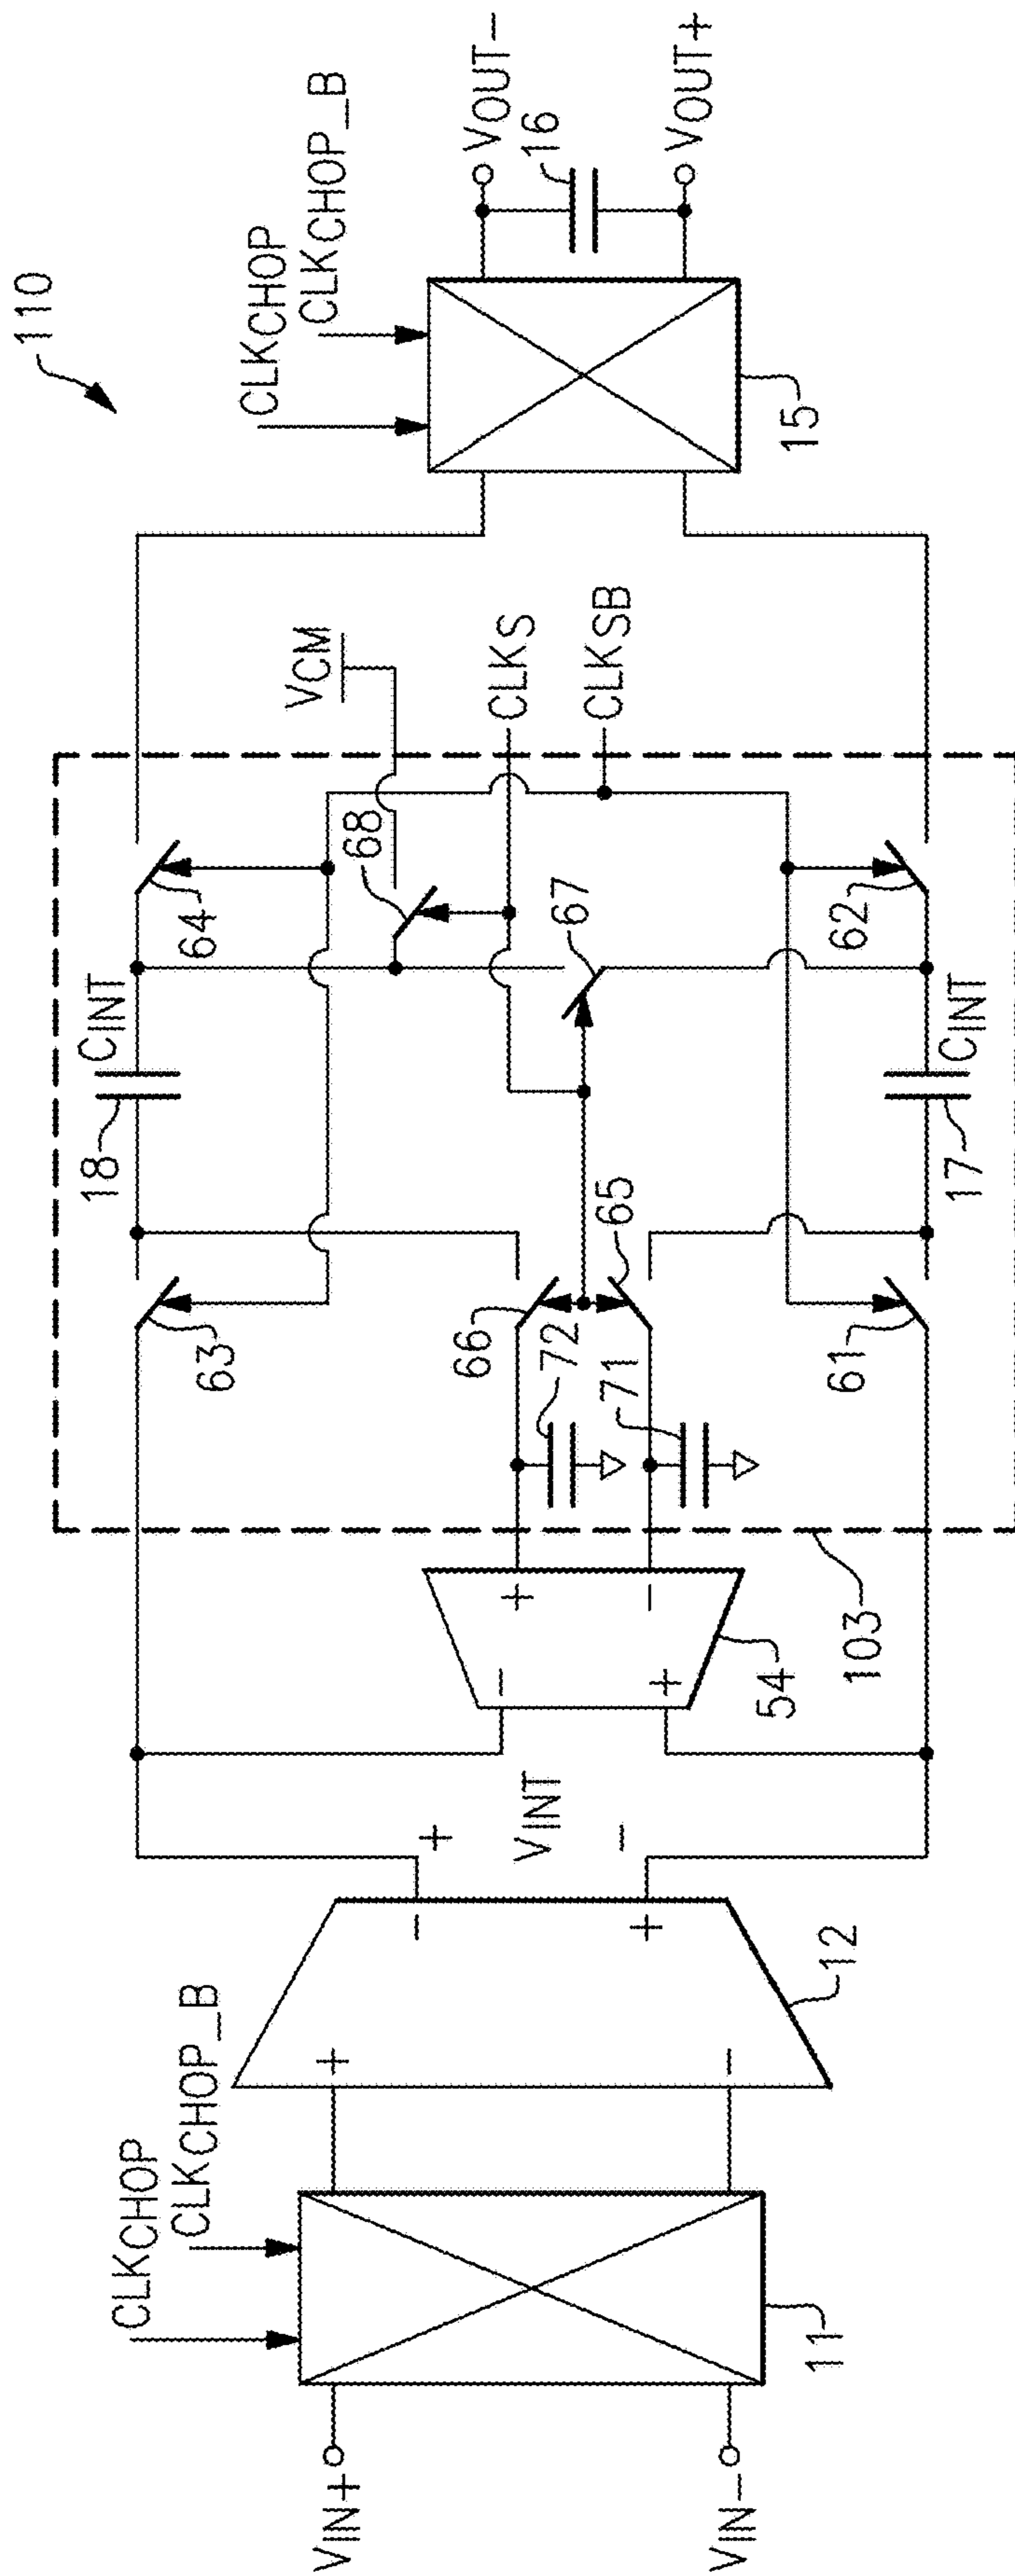 110
CLKCHOP
CLKCHOP_B
VIN+
VIN-
11
+
-
12
-
+
+
VINT
-
-
+
+
-
54
103
63
66
72
71
65
61
18
CINT
17
CINT
64
68
67
62
VCM
CLKS
CLKSB
CLKCHOP
CLKCHOP_B
15
VOUT-
16
VOUT+